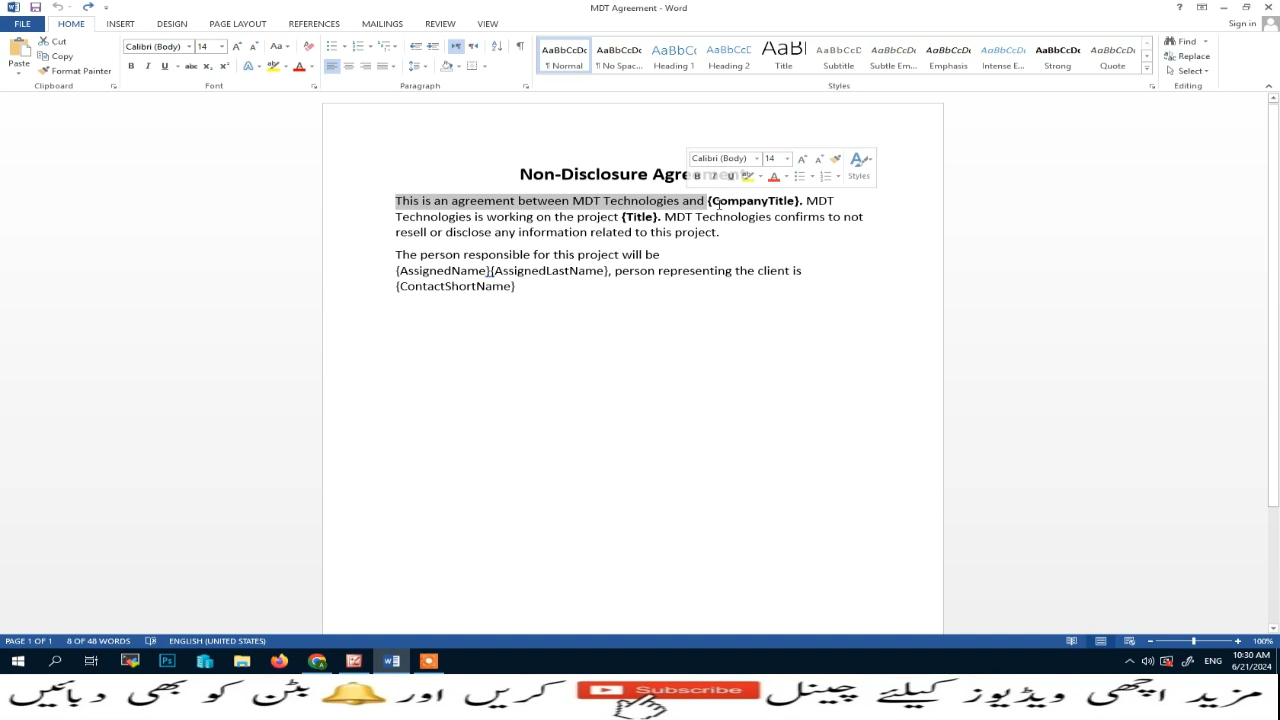 MDT Agreement - Word
Sign in
FILE HOME INSERT DESIGN PAGE LAYOUT REFERENCES MAILINGS REVIEW VIEW
Paste
Cut
Copy
Format Painter
Clipboard
Calibri (Body) 14
Font
Paragraph
AaBbCcDc AaBbCcDc AaBbCc AaBbCcD AaBl AaBbCcD AaBbCcDc AaBbCcDc AaBbCcDc AaBbCcDc AaBbCcDc
¶ Normal ¶ No Spac... Heading 1 Heading 2 Title Subtitle Subtle Em... Emphasis Intense E... Strong Quote
Styles
Find
Replace
Select
Editing
Calibri (Body) 14
Styles
Non-Disclosure Agreement
This is an agreement between MDT Technologies and {CompanyTitle}. MDT
Technologies is working on the project {Title}. MDT Technologies confirms to not
resell or disclose any information related to this project.
The person responsible for this project will be
{AssignedName}{AssignedLastName}, person representing the client is
{ContactShortName}
PAGE 1 OF 1 8 OF 48 WORDS ENGLISH (UNITED STATES) 100%
ENG
10:30 AM
6/21/2024
مزید اچھی ویڈیوز کیلئے چینل Subscribe کریں اور بٹن کو بھی دبائیں